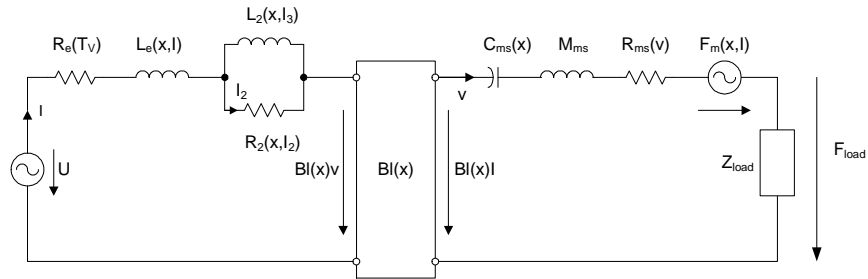 L2(x,I3)
Re(TV)
Le(x,I)
Cms(x)
Mms
Rms(v)
Fm(x,I)
I
I2
v
R2(x,I2)
U
Bl(x)v
Bl(x)
Bl(x)I
Zload
Fload